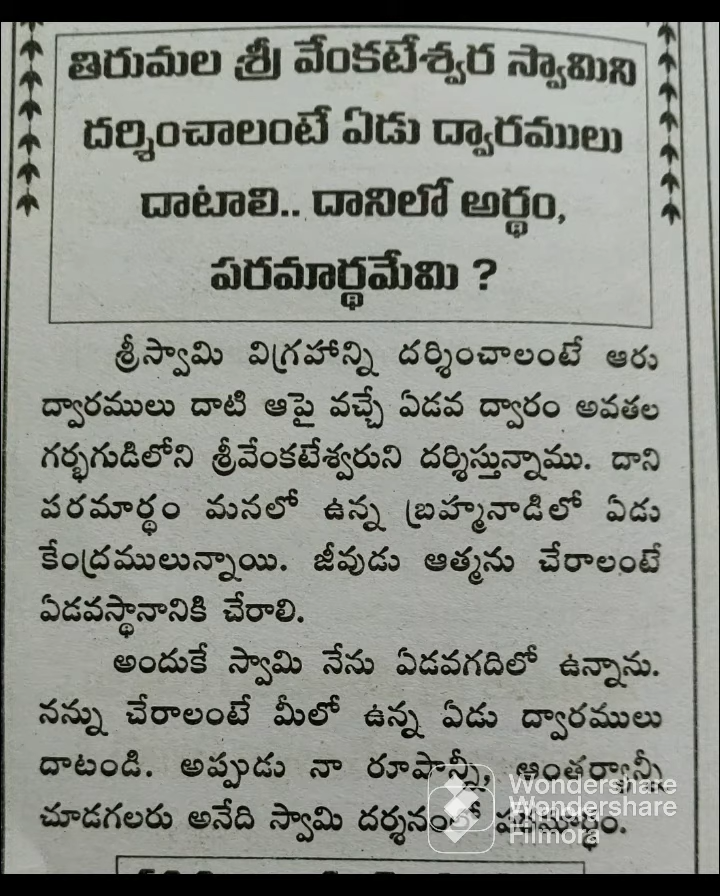 తిరుమల శ్రీ వేంకటేశ్వర స్వామిని
దర్శించాలంటే ఏడు ద్వారములు
దాటాలి.. దానిలో అర్థం,
పరమార్థమేమి ?
శ్రీస్వామి విగ్రహాన్ని దర్శించాలంటే ఆరు
ద్వారములు దాటి ఆపై వచ్చే ఏడవ ద్వారం అవతల
గర్భగుడిలోని శ్రీవేంకటేశ్వరుని దర్శిస్తున్నాము. దాని
పరమార్థం మనలో ఉన్న బ్రహ్మనాడిలో ఏడు
కేంద్రములున్నాయి. జీవుడు ఆత్మను చేరాలంటే
ఏడవస్థానానికి చేరాలి.
అందుకే స్వామి నేను ఏడవగదిలో ఉన్నాను.
నన్ను చేరాలంటే మీలో ఉన్న ఏడు ద్వారములు
దాటండి. అప్పుడు నా రూపాన్నీ,
చూడగలరు అనేది స్వామి దర్శనంలో పరమార్థం.
Wondershare
Wondershare
Filmora